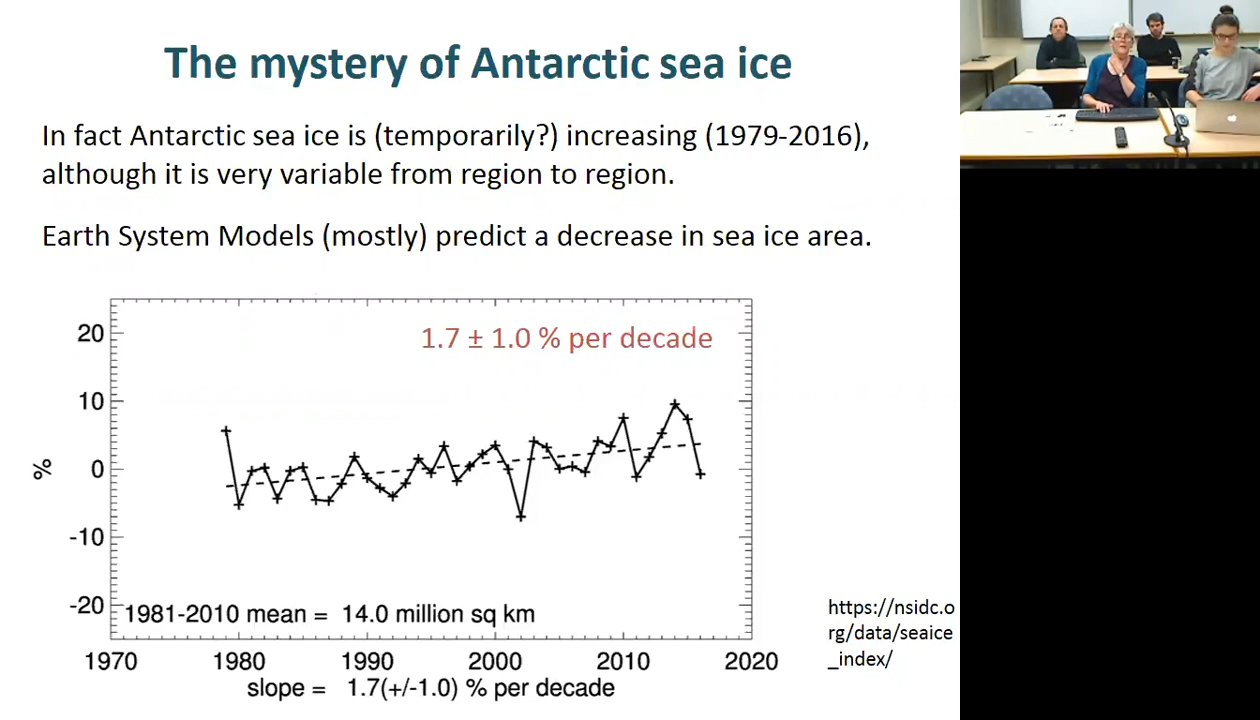 The mystery of Antarctic sea ice
In fact Antarctic sea ice is (temporarily?) increasing (1979-2016),
although it is very variable from region to region.
Earth System Models (mostly) predict a decrease in sea ice area.
1.7 ± 1.0 % per decade
20
10
0
-10
-20
%
1981-2010 mean = 14.0 million sq km
1970 1980 1990 2000 2010 2020
slope = 1.7(+/-1.0) % per decade
https://nsidc.o
rg/data/seaice
_index/